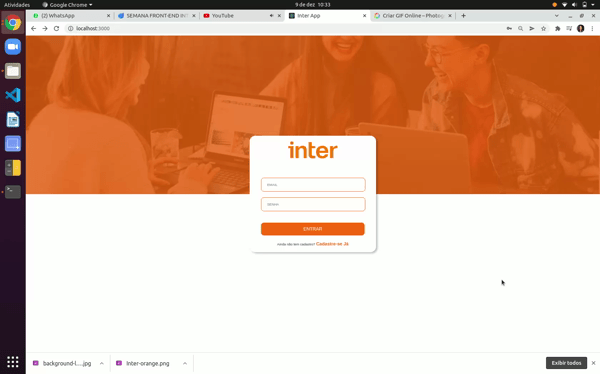 Atividades
Google Chrome
9 de dez 10:33
(2) WhatsApp
SEMANA FRONT-END IN
YouTube
Inter App
Criar GIF Online – Photop
localhost:3000
inter
EMAIL
SENHA
ENTRAR
Ainda não tem cadastro? Cadastre-se Já
background-l....jpg
Inter-orange.png
Exibir todos